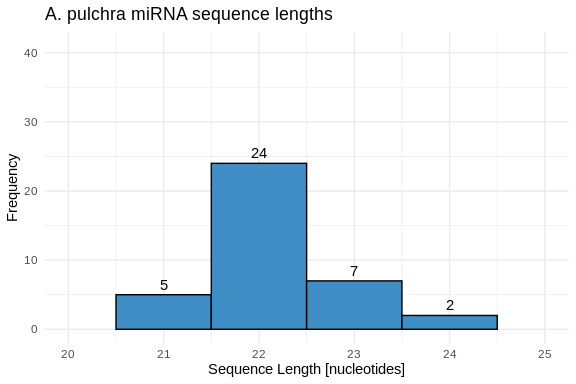 A. pulchra miRNA sequence lengths
40
30
20
10
0
Frequency
5
24
7
2
20 21 22 23 24 25
Sequence Length [nucleotides]